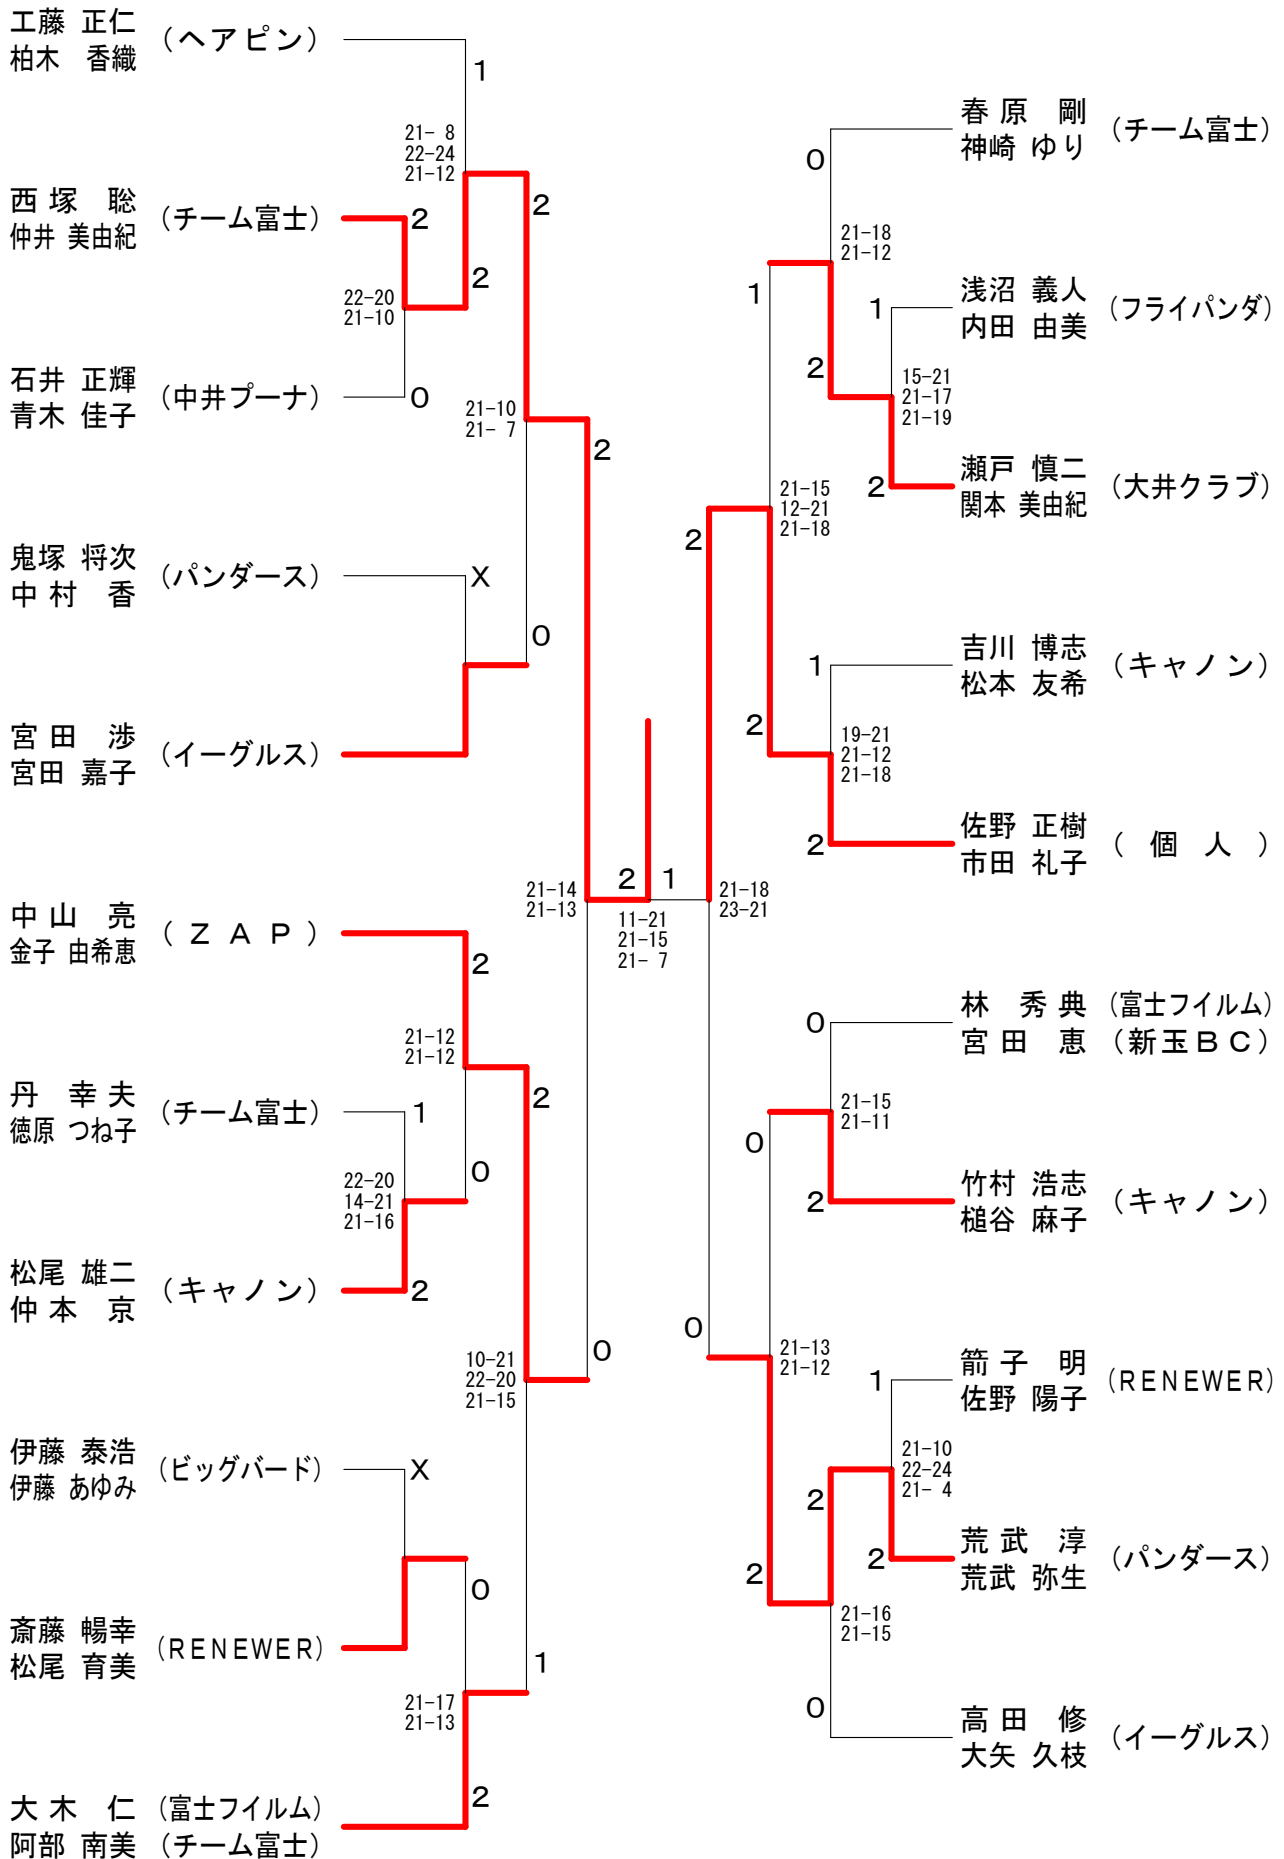 工藤 正仁 (ヘアピン)
柏木 香織
1
21- 8
22-24
21-12
西塚 聡 (チーム富士)
仲井 美由紀
2
2
2
22-20
21-10
石井 正輝 (中井プーナ)
青木 佳子
0
21-10
21- 7
2
鬼塚 将次 (パンダース)
中村 香
X
0
宮田 渉 (イーグルス)
宮田 嘉子
中山 亮 (ZAP)
金子 由希恵
2
21-14
21-13
21-12
21-12
丹 幸夫 (チーム富士)
徳原 つね子
1
2
0
22-20
14-21
21-16
松尾 雄二 (キャノン)
仲本 京
2
10-21
22-20
21-15
0
伊藤 泰浩 (ビッグバード)
伊藤 あゆみ
X
0
斎藤 暢幸 (RENEWER)
松尾 育美
1
21-17
21-13
大木 仁 (富士フイルム)
阿部 南美 (チーム富士)
2
2
1
11-21
21-15
21- 7
春原 剛 (チーム富士)
神崎 ゆり
0
21-18
21-12
1
浅沼 義人 (フライパンダ)
内田 由美
1
2
15-21
21-17
21-19
瀬戸 慎二 (大井クラブ)
関本 美由紀
2
21-15
12-21
21-18
2
吉川 博志 (キャノン)
松本 友希
1
2
19-21
21-12
21-18
佐野 正樹 (個人)
市田 礼子
2
21-18
23-21
林 秀典 (富士フイルム)
宮田 恵 (新玉BC)
0
21-15
21-11
0
竹村 浩志 (キャノン)
槌谷 麻子
2
0
21-13
21-12
箭子 明 (RENEWER)
佐野 陽子
1
21-10
22-24
21- 4
2
荒武 淳 (パンダース)
荒武 弥生
2
2
21-16
21-15
高田 修 (イーグルス)
大矢 久枝
0